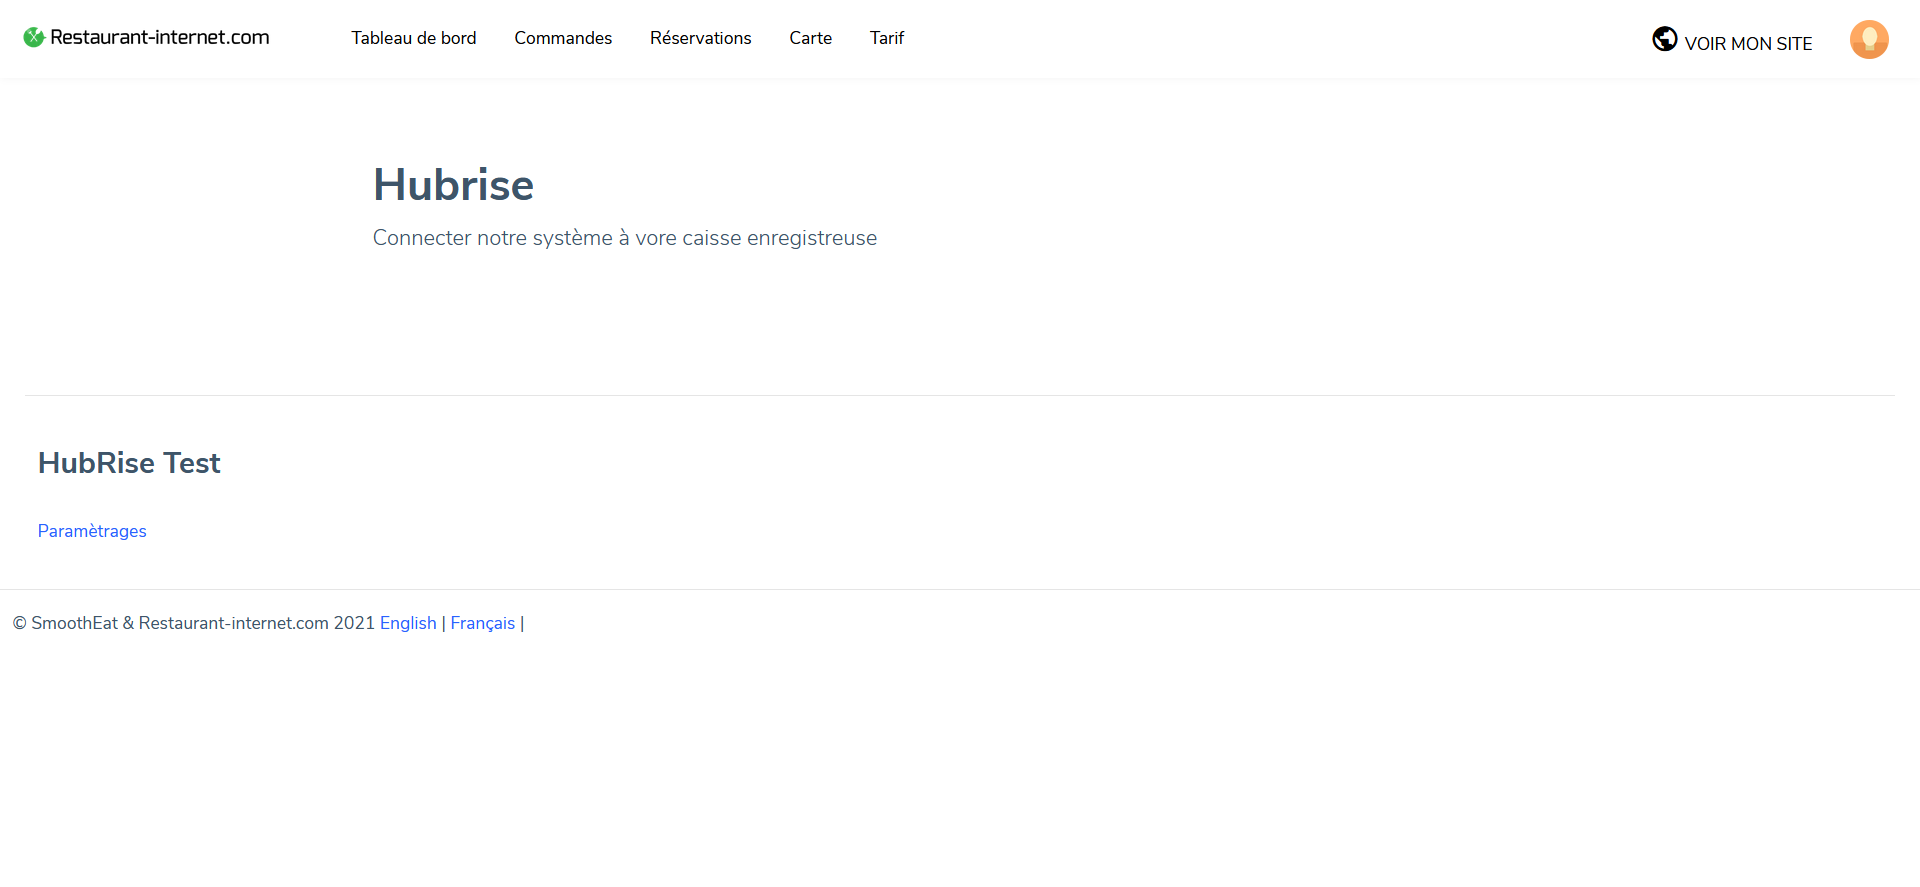 Restaurant-internet.com
Tableau de bord
Commandes
Réservations
Carte
Tarif
VOIR MON SITE
Hubrise
Connecter notre système à vore caisse enregistreuse
HubRise Test
Paramètrages
© SmoothEat & Restaurant-internet.com 2021 English | Français |